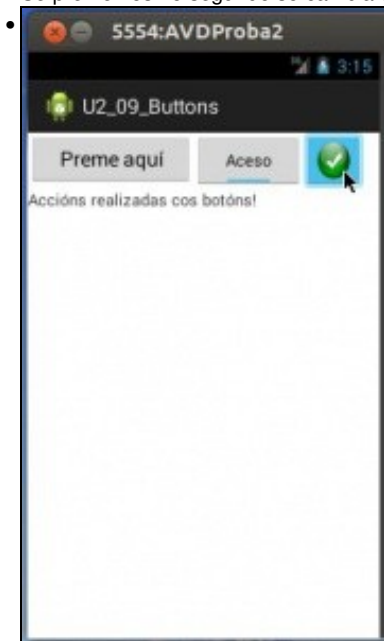 5554:AVDProba2
3:15
U2_09_Buttons
Preme aquí
Aceso
Accións realizadas cos botóns!